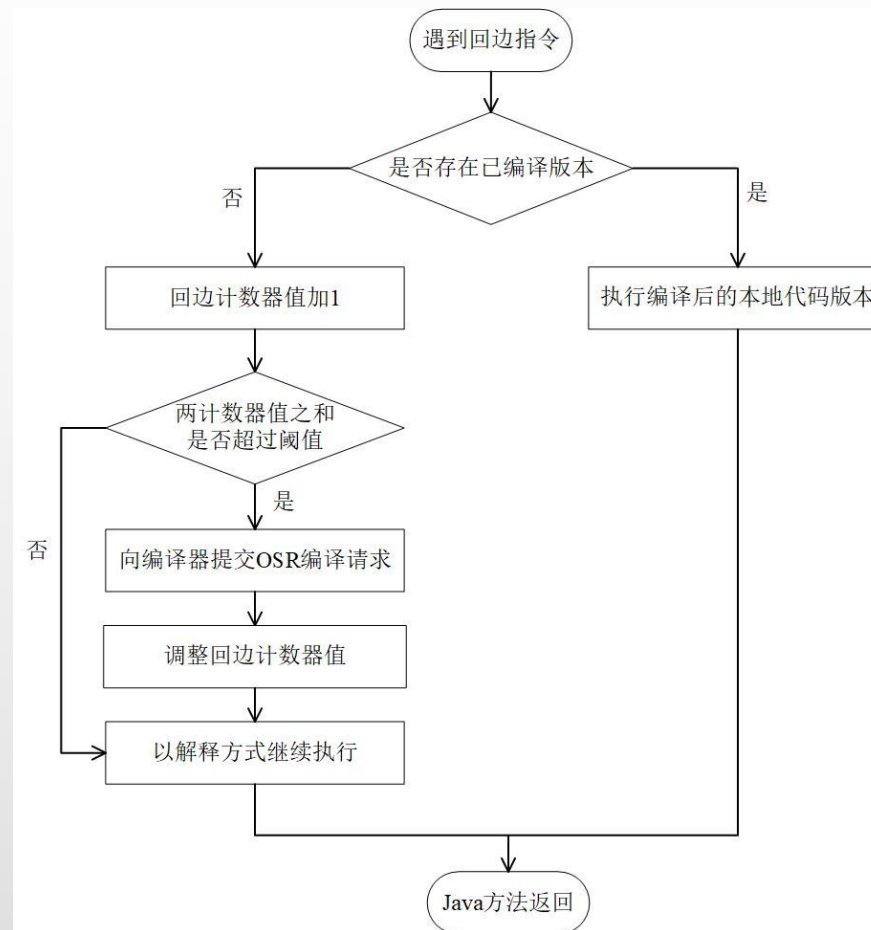 遇到回边指令
是否存在已编译版本
否
是
回边计数器值加1
执行编译后的本地代码版本
两计数器值之和
是否超过阈值
是
否
向编译器提交OSR编译请求
调整回边计数器值
以解释方式继续执行
Java方法返回